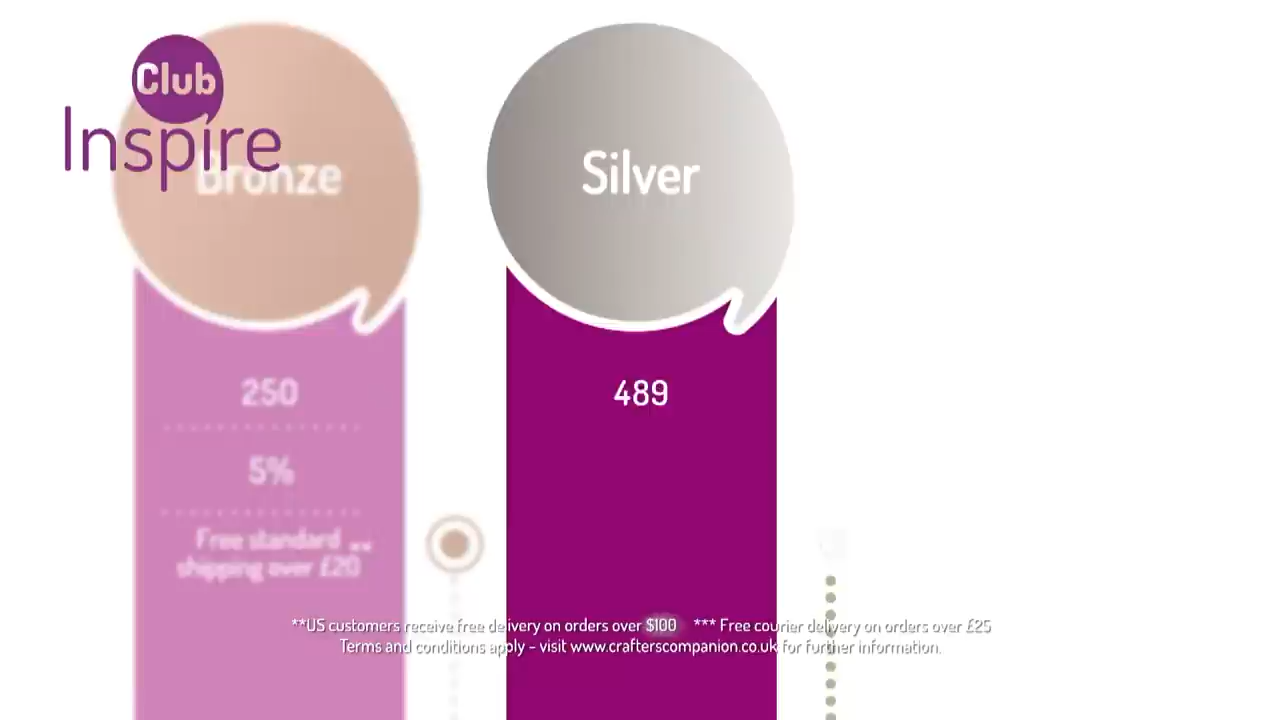 Club
Inspire
Bronze
Silver
250
489
5%
Free standard **
shipping over £20
**US customers receive free delivery on orders over $100 *** Free courier delivery on orders over £25
Terms and conditions apply - visit www.crafterscompanion.co.uk for further information.